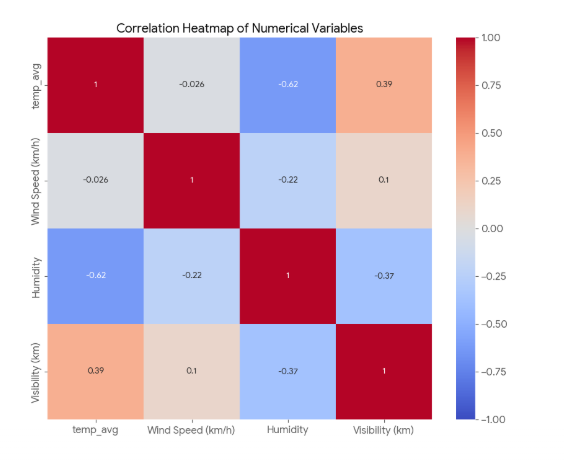 Correlation Heatmap of Numerical Variables
temp_avg
1
-0.026
-0.62
0.39
Wind Speed (km/h)
-0.026
1
-0.22
0.1
Humidity
-0.62
-0.22
1
-0.37
Visibility (km)
0.39
0.1
-0.37
1
temp_avg
Wind Speed (km/h)
Humidity
Visibility (km)
1.00
0.75
0.50
0.25
0.00
−0.25
−0.50
−0.75
−1.00